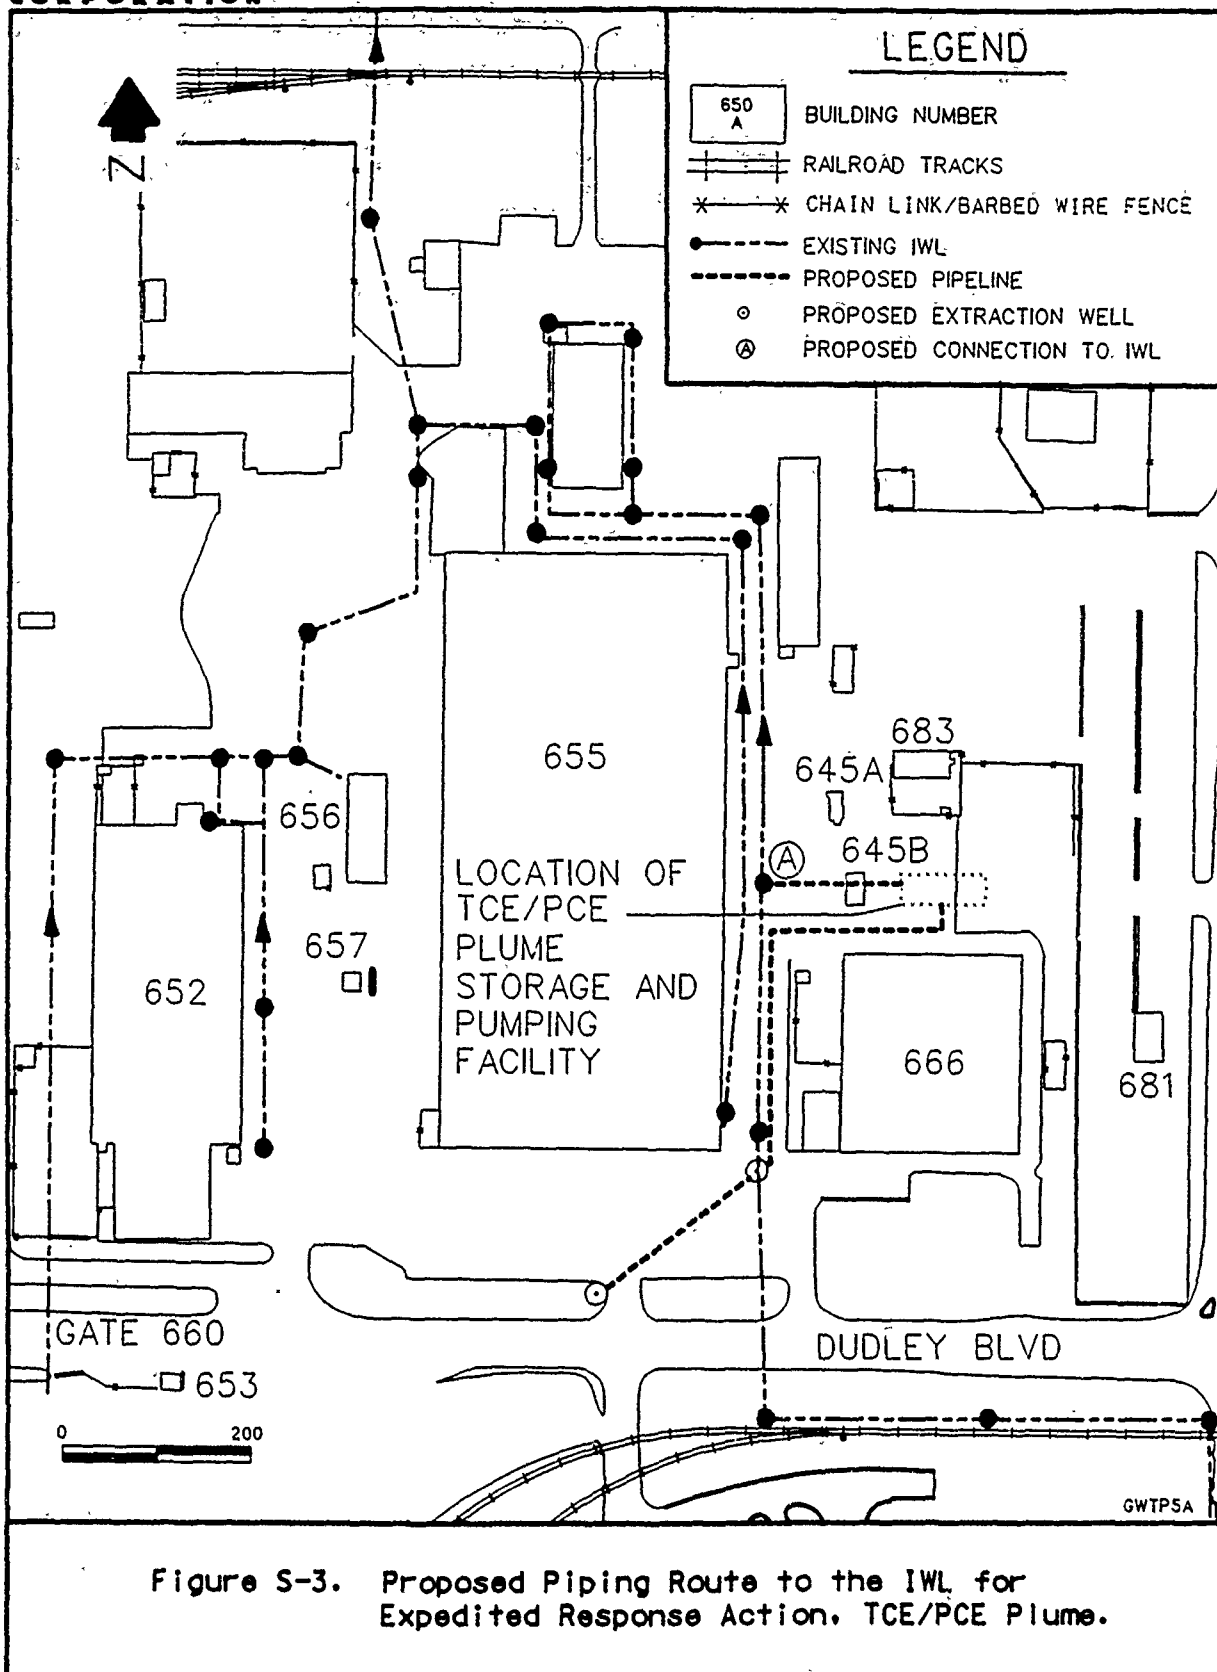 CORPORATION
LEGEND
650
A
BUILDING NUMBER
RAILROAD TRACKS
CHAIN LINK/BARBED WIRE FENCE
EXISTING IWL
PROPOSED PIPELINE
PROPOSED EXTRACTION WELL
A PROPOSED CONNECTION TO IWL
N
683
655
645A
656
645B
A
LOCATION OF
TCE/PCE
PLUME
STORAGE AND
PUMPING
FACILITY
657
652
666
681
GATE 660
DUDLEY BLVD
653
0 200
GWTPSA
Figure S-3. Proposed Piping Route to the IWL for
Expedited Response Action. TCE/PCE Plume.